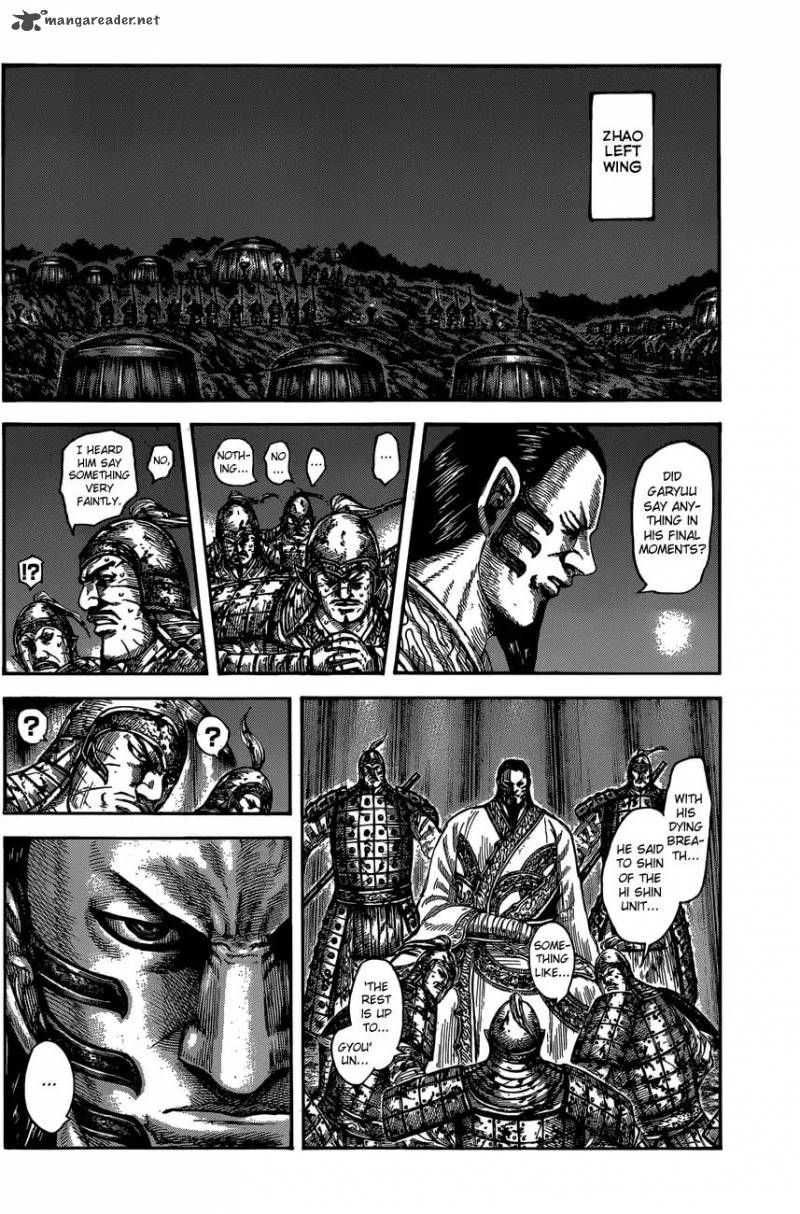 mangareader.net
ZHAO
LEFT
WING
DID
GARYUU
SAY ANY-
THING IN
HIS FINAL
MOMENTS?
...
...
NO
...
NOTH-
ING...
NO,
I HEARD
HIM SAY
SOMETHING
VERY
FAINTLY.
!?
WITH
HIS
DYING
BREA-
TH...
HE SAID
TO SHIN
OF THE
HI SHIN
UNIT...
SOME-
THING
LIKE...
'THE
REST
IS UP
TO...
GYOU'
UN...
?
?
...